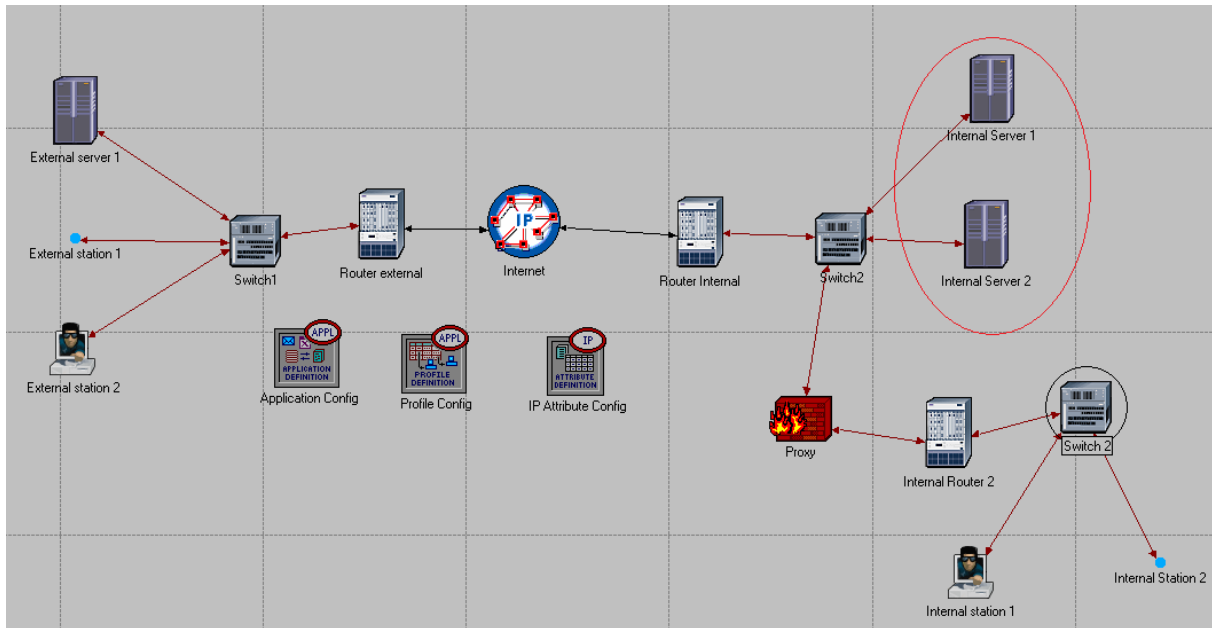 Internal Server 1
External server 1
External station 1
Switch1
Router external
IP
Internet
Router Internal
Switch2
Internal Server 2
External station 2
APPL
APPLICATION
DEFINITION
Application Config
APPL
PROFILE
DEFINITION
Profile Config
IP
ATTRIBUTE
DEFINITION
IP Attribute Config
Proxy
Internal Router 2
Switch 2
Internal station 1
Internal Station 2